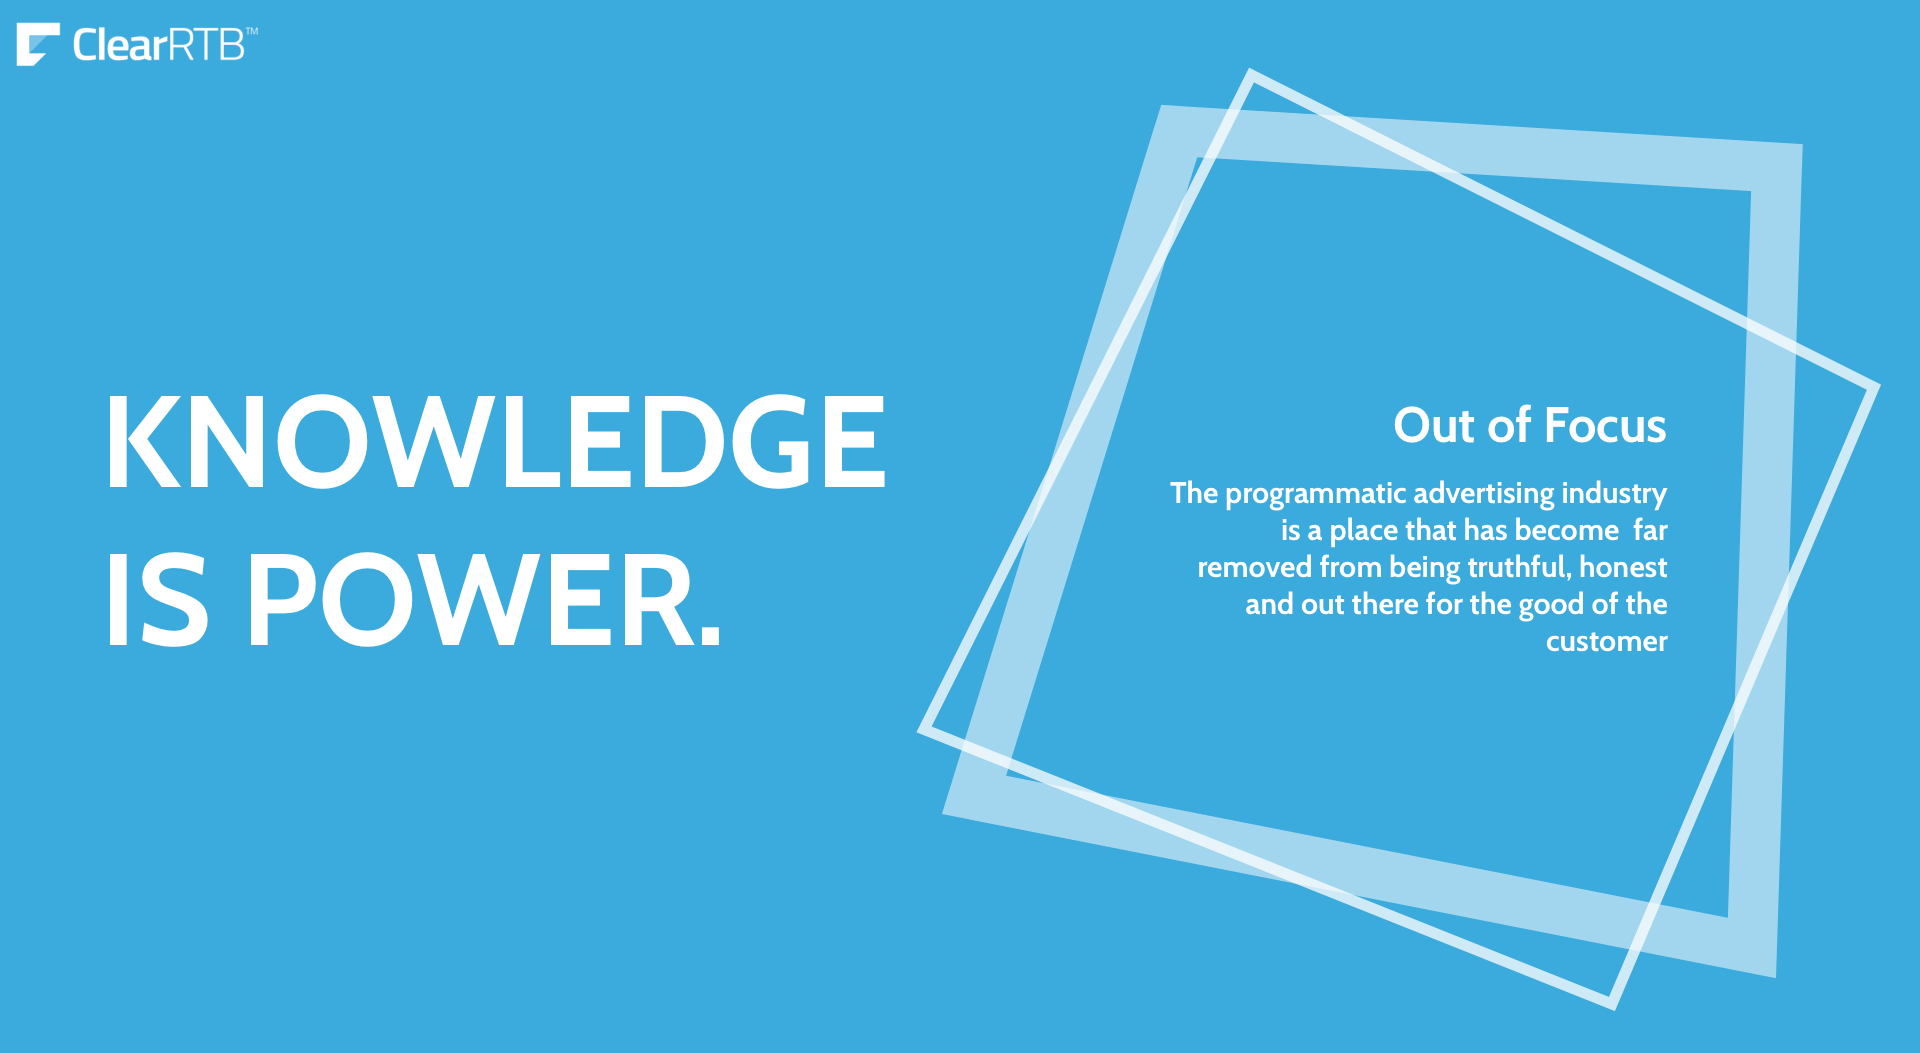 ClearRTB™
KNOWLEDGE
IS POWER.
Out of Focus
The programmatic advertising industry
is a place that has become  far
removed from being truthful, honest
and out there for the good of the
customer